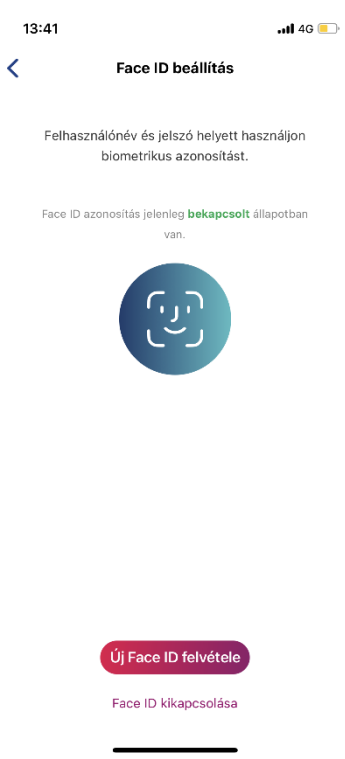 13:41
4G
Face ID beállítás
Felhasználónév és jelszó helyett használjon
biometrikus azonosítást.
Face ID azonosítás jelenleg bekapcsolt állapotban
van.
Új Face ID felvétele
Face ID kikapcsolása